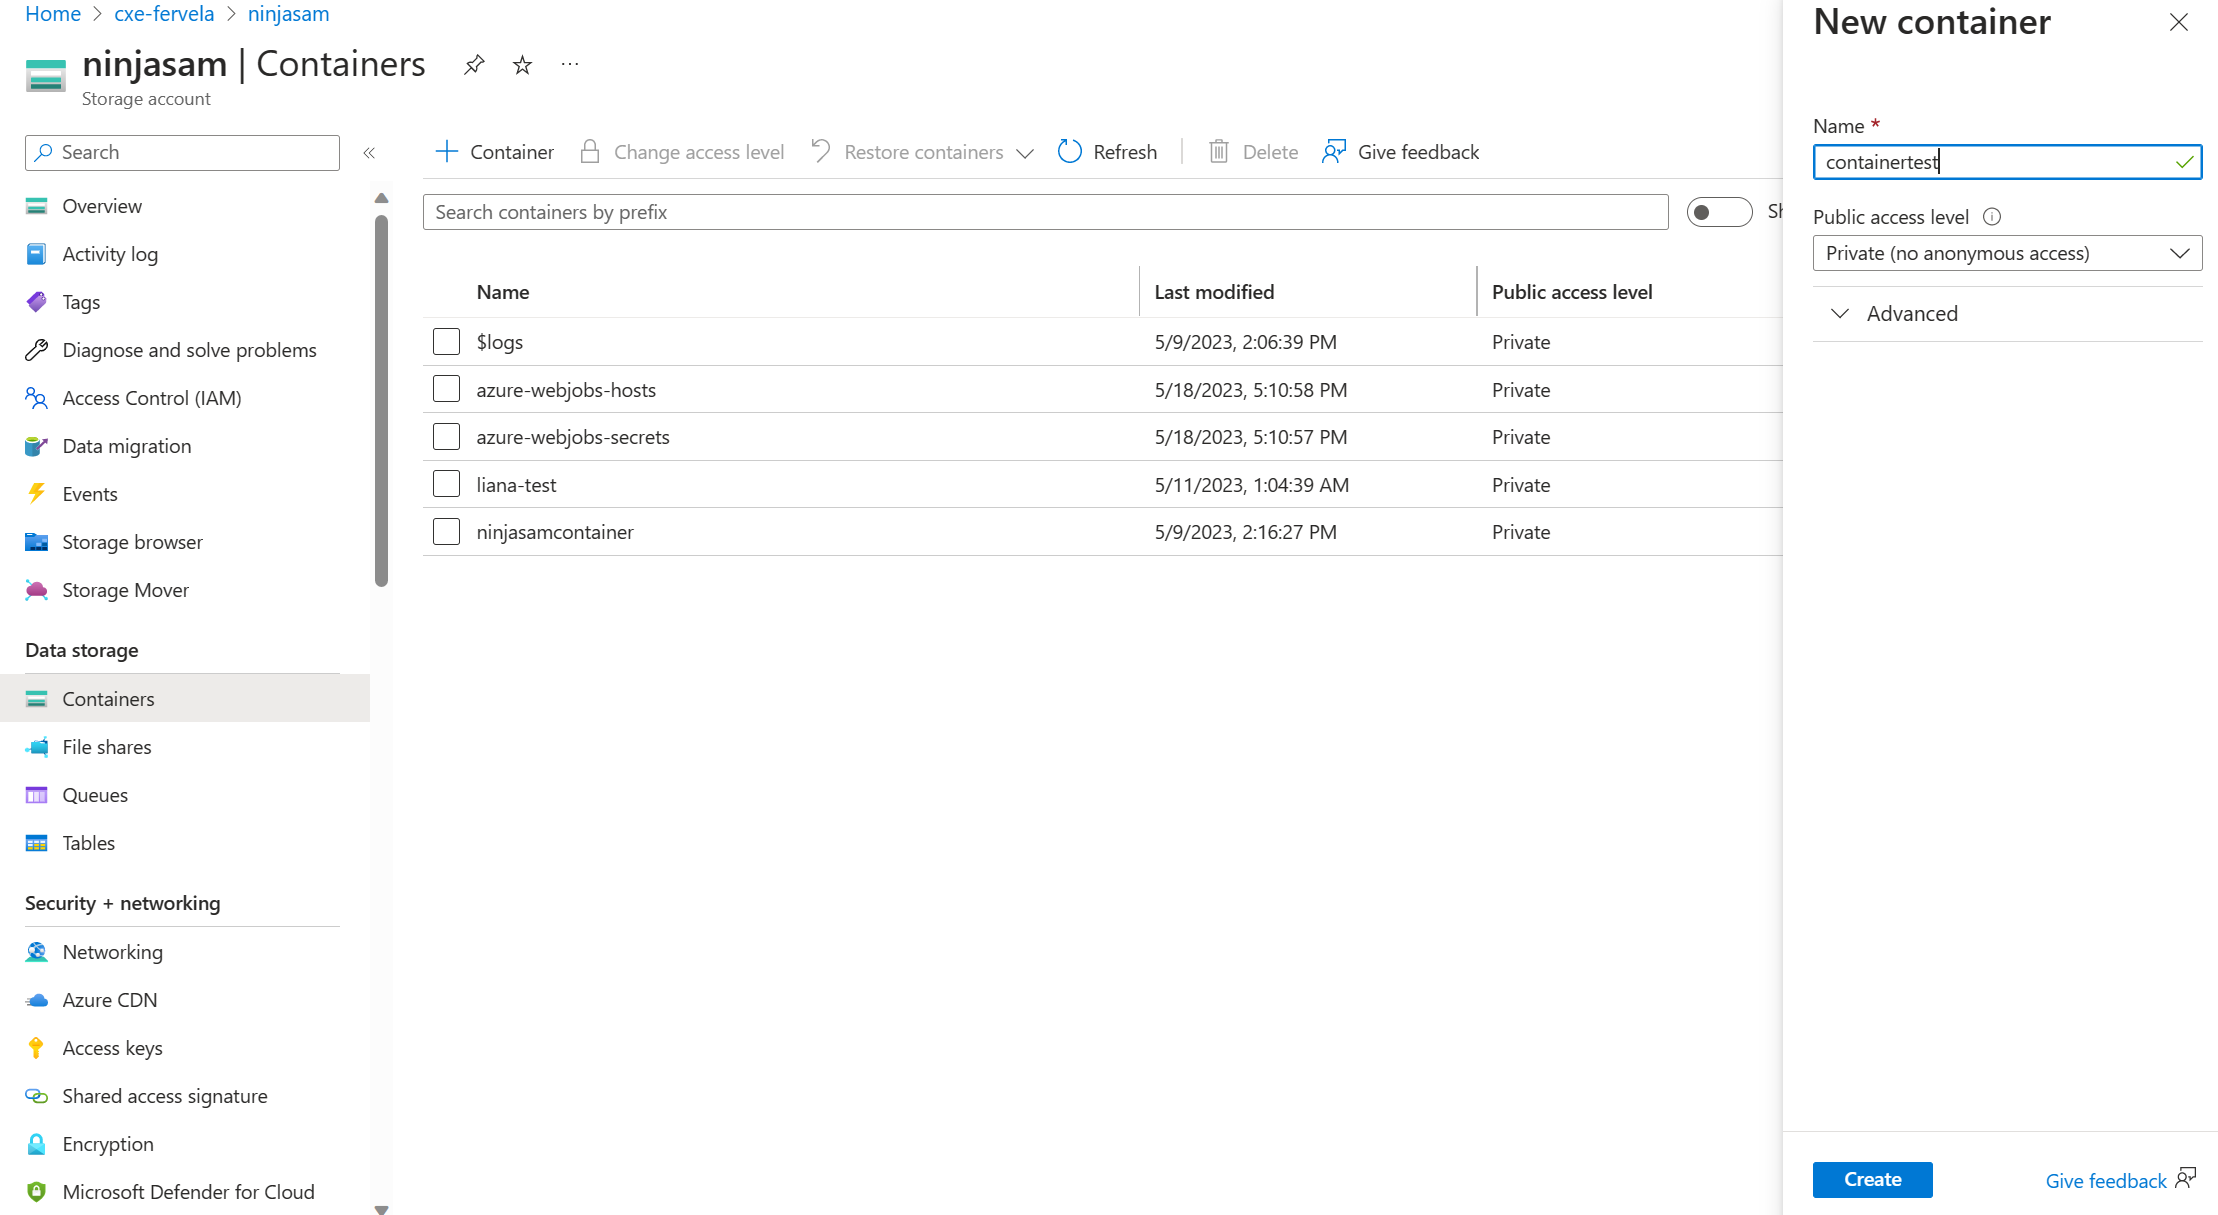 Home > cxe-fervela > ninjasam
ninjasam | Containers
Storage account
Search
Overview
Activity log
Tags
Diagnose and solve problems
Access Control (IAM)
Data migration
Events
Storage browser
Storage Mover
Data storage
Containers
File shares
Queues
Tables
Security + networking
Networking
Azure CDN
Access keys
Shared access signature
Encryption
Microsoft Defender for Cloud
Container Change access level Restore containers Refresh Delete Give feedback
Search containers by prefix
Name Last modified Public access level
$logs 5/9/2023, 2:06:39 PM Private
azure-webjobs-hosts 5/18/2023, 5:10:58 PM Private
azure-webjobs-secrets 5/18/2023, 5:10:57 PM Private
liana-test 5/11/2023, 1:04:39 AM Private
ninjasamcontainer 5/9/2023, 2:16:27 PM Private
New container
Name *
containertest
Public access level
Private (no anonymous access)
Advanced
Create
Give feedback